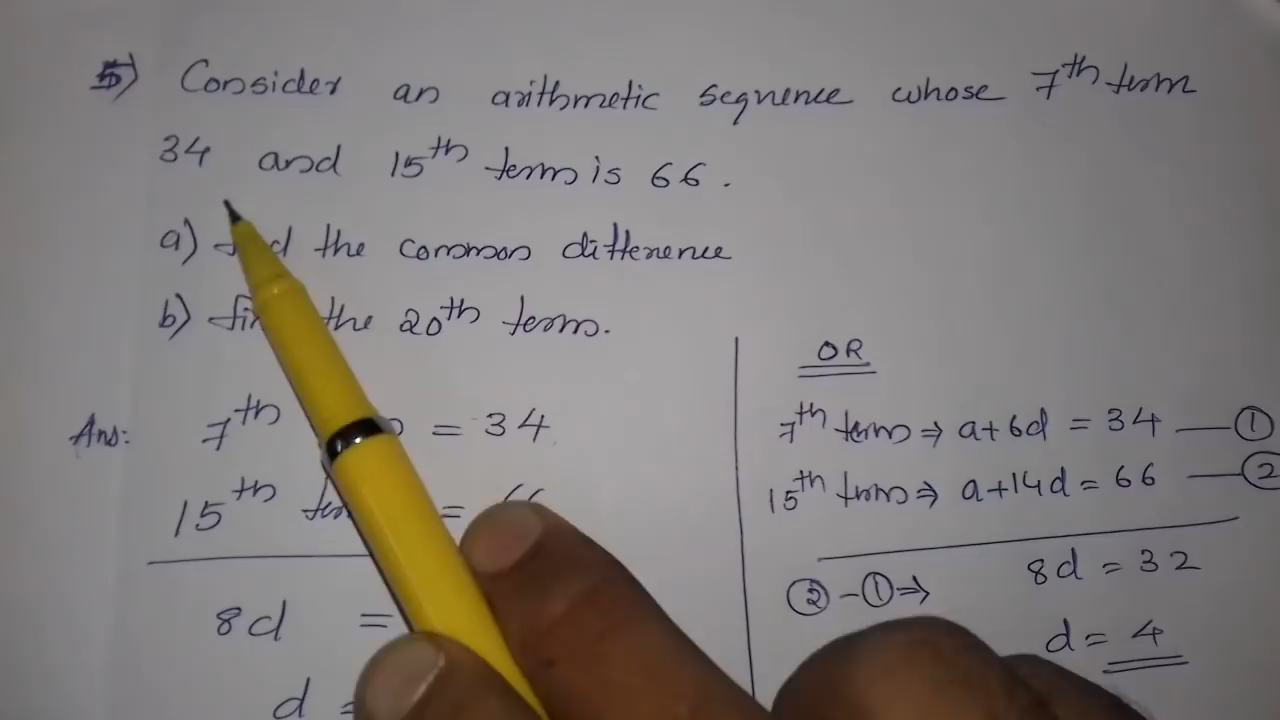 5) Consider an arithmetic sequence whose 7th term
34 and 15th term is 66.
a) the common difference
b) the 20th term.
Ans: 7th = 34
15th =
8d =
d =
OR
7th term ⇒ a+6d = 34 — ①
15th term ⇒ a+14d = 66 — ②
② - ① ⇒ 8d = 32
d = 4